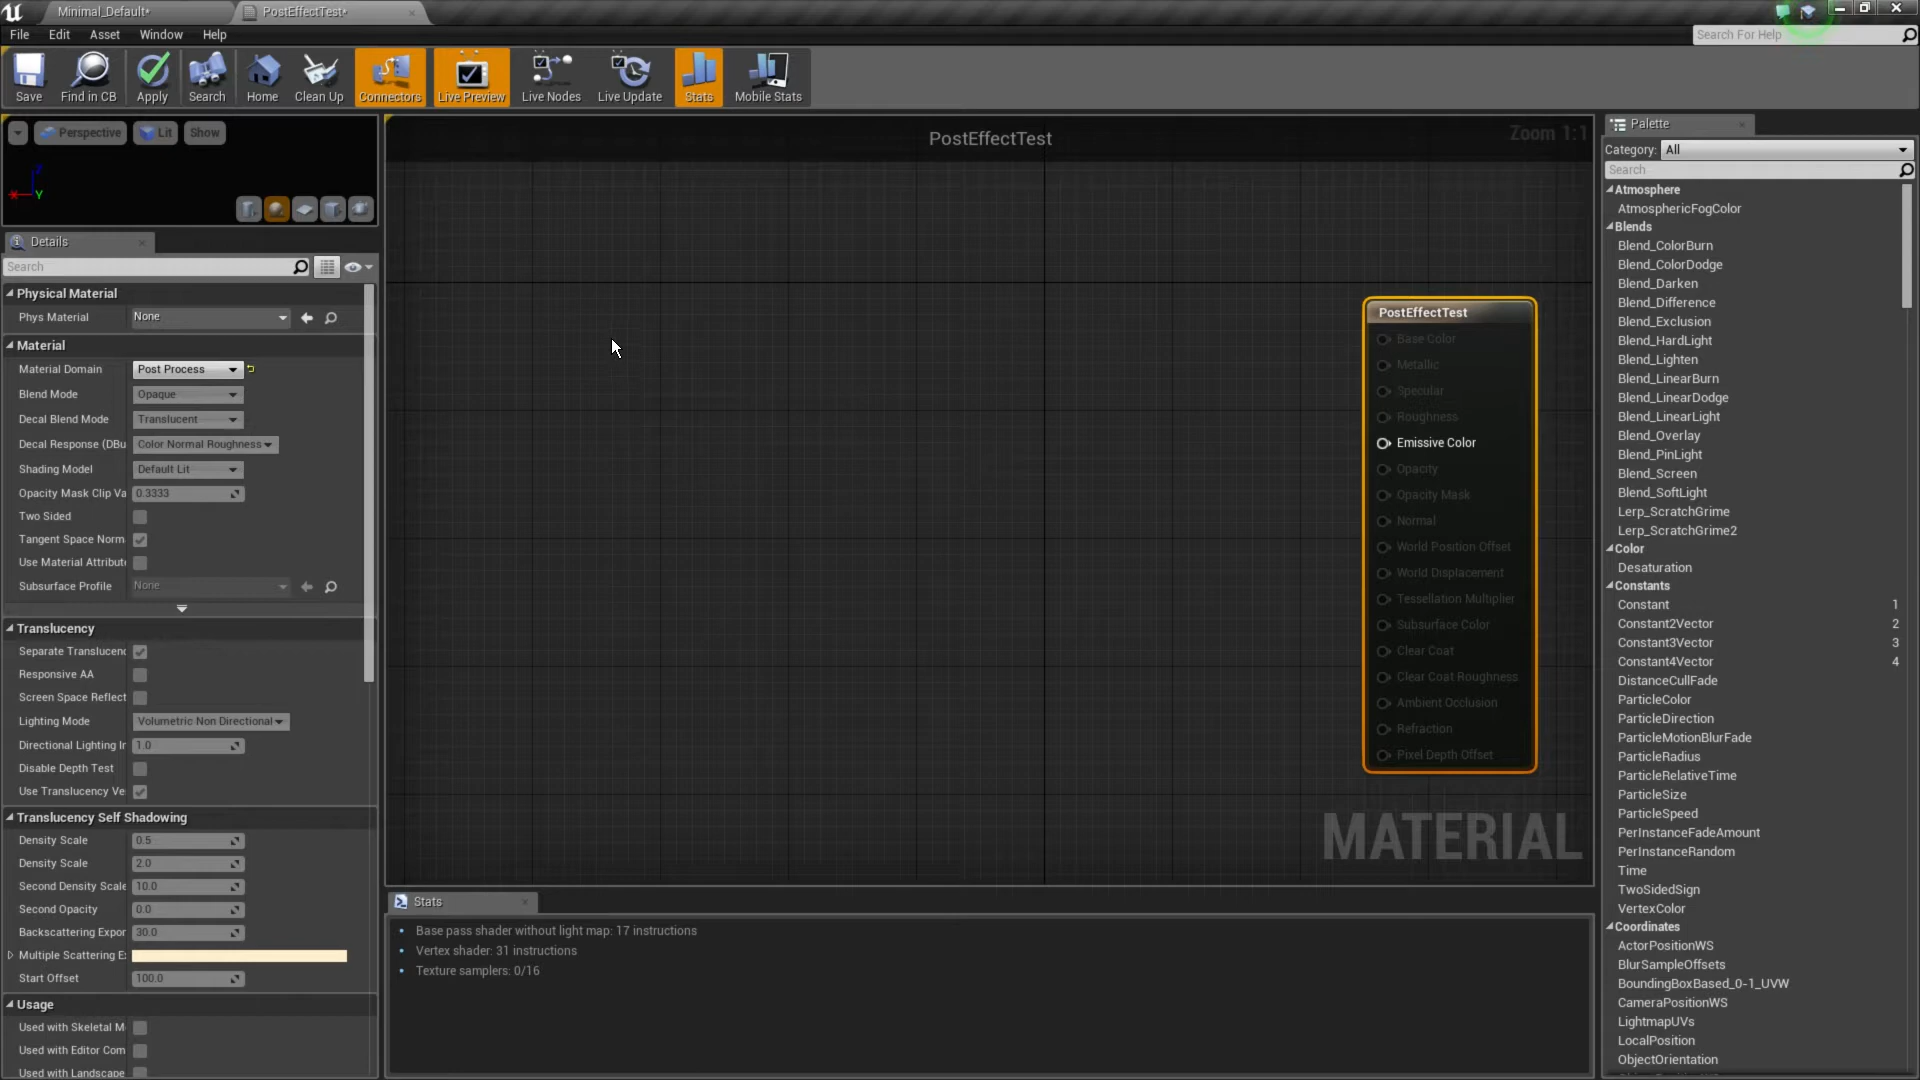 Minimal_Default*
PostEffectTest*
File Edit Asset Window Help
Search For Help
Save
Find in CB
Apply
Search
Home
Clean Up
Connectors
Live Preview
Live Nodes
Live Update
Stats
Mobile Stats
Perspective
Lit
Show
Z
X
Y
Details
Search
Physical Material
Phys Material None
Material
Material Domain Post Process
Blend Mode Opaque
Decal Blend Mode Translucent
Decal Response (DBu Color Normal Roughness
Shading Model Default Lit
Opacity Mask Clip Va 0.3333
Two Sided
Tangent Space Norm
Use Material Attribut
Subsurface Profile None
Translucency
Separate Translucen
Responsive AA
Screen Space Reflect
Lighting Mode Volumetric Non Directional
Directional Lighting Ir 1.0
Disable Depth Test
Use Translucency Ve
Translucency Self Shadowing
Density Scale 0.5
Density Scale 2.0
Second Density Scale 10.0
Second Opacity 0.0
Backscattering Expor 30.0
Multiple Scattering E:
Start Offset 100.0
Usage
Used with Skeletal M
Used with Editor Com
Used with Landscape
PostEffectTest
Zoom 1:1
PostEffectTest
Base Color
Metallic
Specular
Roughness
Emissive Color
Opacity
Opacity Mask
Normal
World Position Offset
World Displacement
Tessellation Multiplier
Subsurface Color
Clear Coat
Clear Coat Roughness
Ambient Occlusion
Refraction
Pixel Depth Offset
MATERIAL
Stats
Base pass shader without light map: 17 instructions
Vertex shader: 31 instructions
Texture samplers: 0/16
Palette
Category: All
Search
Atmosphere
AtmosphericFogColor
Blends
Blend_ColorBurn
Blend_ColorDodge
Blend_Darken
Blend_Difference
Blend_Exclusion
Blend_HardLight
Blend_Lighten
Blend_LinearBurn
Blend_LinearDodge
Blend_LinearLight
Blend_Overlay
Blend_PinLight
Blend_Screen
Blend_SoftLight
Lerp_ScratchGrime
Lerp_ScratchGrime2
Color
Desaturation
Constants
Constant 1
Constant2Vector 2
Constant3Vector 3
Constant4Vector 4
DistanceCullFade
ParticleColor
ParticleDirection
ParticleMotionBlurFade
ParticleRadius
ParticleRelativeTime
ParticleSize
ParticleSpeed
PerInstanceFadeAmount
PerInstanceRandom
Time
TwoSidedSign
VertexColor
Coordinates
ActorPositionWS
BlurSampleOffsets
BoundingBoxBased_0-1_UVW
CameraPositionWS
LightmapUVs
LocalPosition
ObjectOrientation